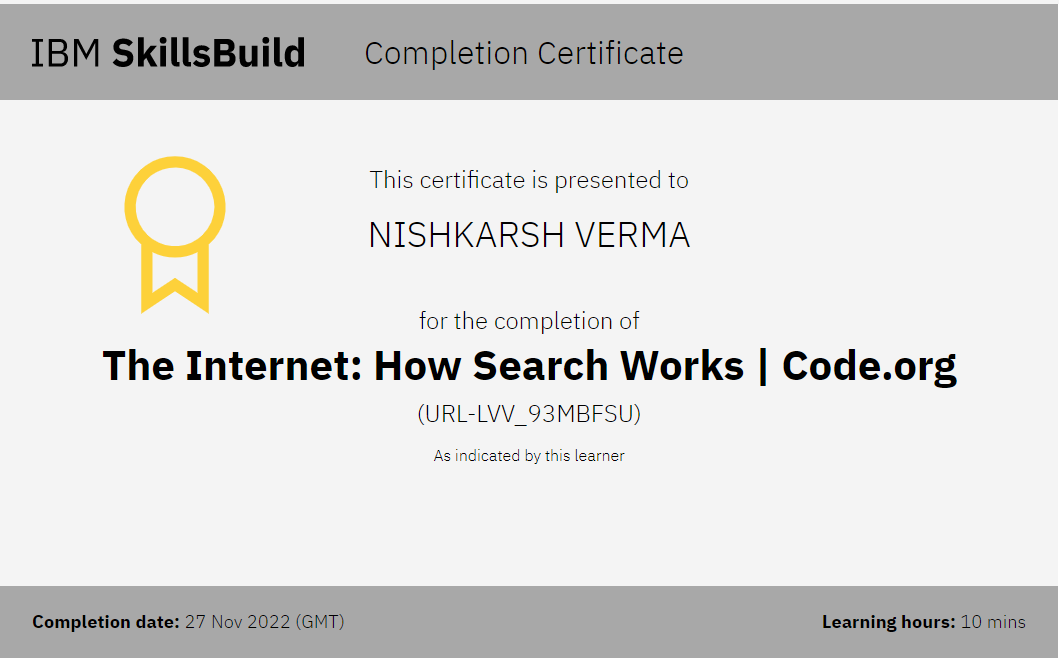 IBM SkillsBuild Completion Certificate
This certificate is presented to
NISHKARSH VERMA
for the completion of
The Internet: How Search Works | Code.org
(URL-LVV_93MBFSU)
As indicated by this learner
Completion date: 27 Nov 2022 (GMT) Learning hours: 10 mins